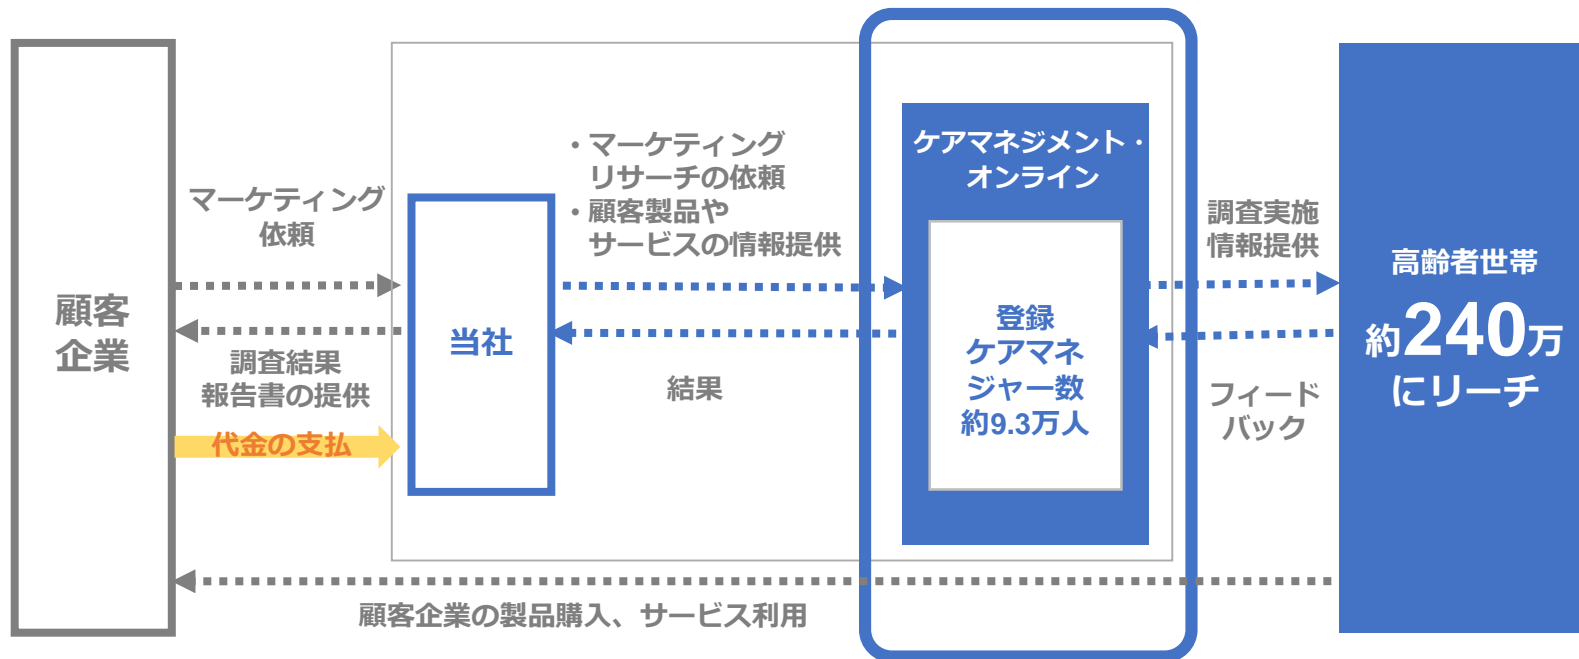 顧客
企業
マーケティング
依頼
調査結果
報告書の提供
代金の支払
当社
・マーケティング
リサーチの依頼
・顧客製品や
サービスの情報提供
結果
ケアマネジメント・
オンライン
登録
ケアマネ
ジャー数
約9.3万人
調査実施
情報提供
フィード
バック
高齢者世帯
約240万
にリーチ
顧客企業の製品購入、サービス利用